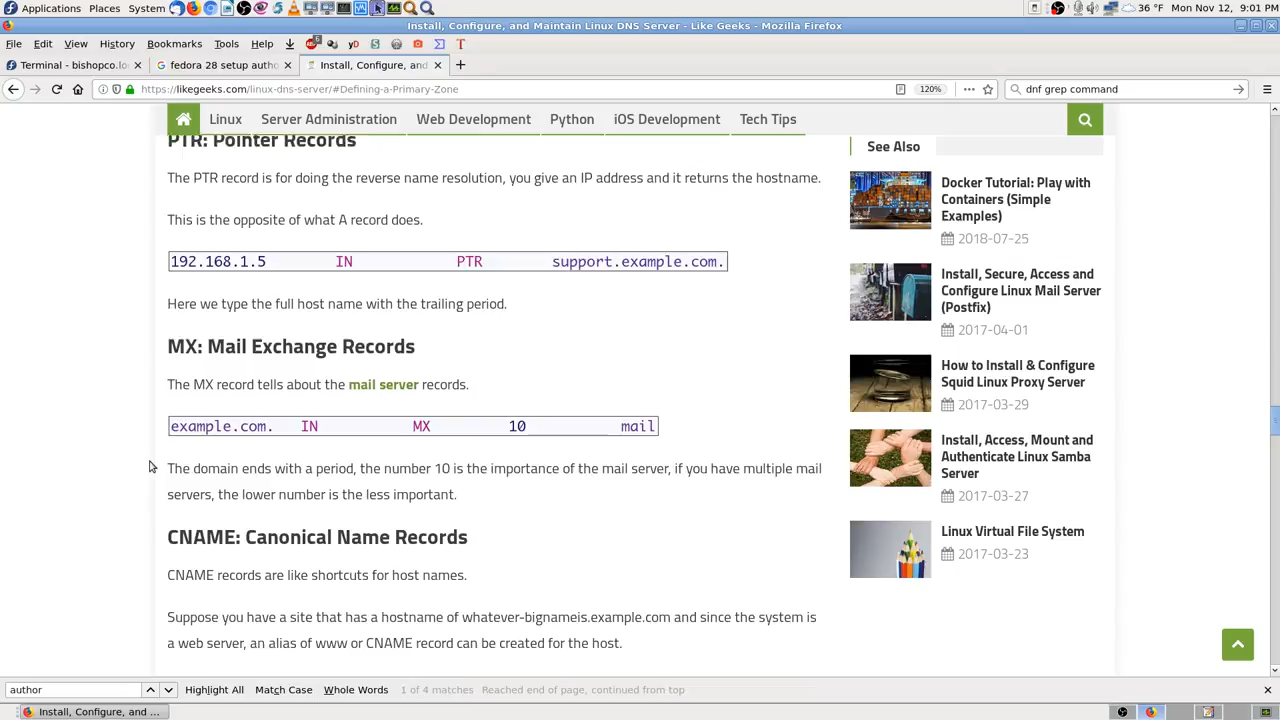 Applications Places System 36 °F Mon Nov 12, 9:01 PM
Install, Configure, and Maintain Linux DNS Server - Like Geeks - Mozilla Firefox
File Edit View History Bookmarks Tools Help
Terminal - bishopco.lo
fedora 28 setup autho
Install, Configure, and
https://likegeeks.com/linux-dns-server/#Defining-a-Primary-Zone
120%
dnf grep command
Linux Server Administration Web Development Python iOS Development Tech Tips
PTR: Pointer Records
The PTR record is for doing the reverse name resolution, you give an IP address and it returns the hostname.
This is the opposite of what A record does.
192.168.1.5 IN PTR support.example.com.
Here we type the full host name with the trailing period.
MX: Mail Exchange Records
The MX record tells about the mail server records.
example.com. IN MX 10 mail
The domain ends with a period, the number 10 is the importance of the mail server, if you have multiple mail
servers, the lower number is the less important.
CNAME: Canonical Name Records
CNAME records are like shortcuts for host names.
Suppose you have a site that has a hostname of whatever-bignameis.example.com and since the system is
a web server, an alias of www or CNAME record can be created for the host.
See Also
Docker Tutorial: Play with
Containers (Simple
Examples)
2018-07-25
Install, Secure, Access and
Configure Linux Mail Server
(Postfix)
2017-04-01
How to Install & Configure
Squid Linux Proxy Server
2017-03-29
Install, Access, Mount and
Authenticate Linux Samba
Server
2017-03-27
Linux Virtual File System
2017-03-23
author
Highlight All Match Case Whole Words 1 of 4 matches Reached end of page, continued from top
Install, Configure, and ...